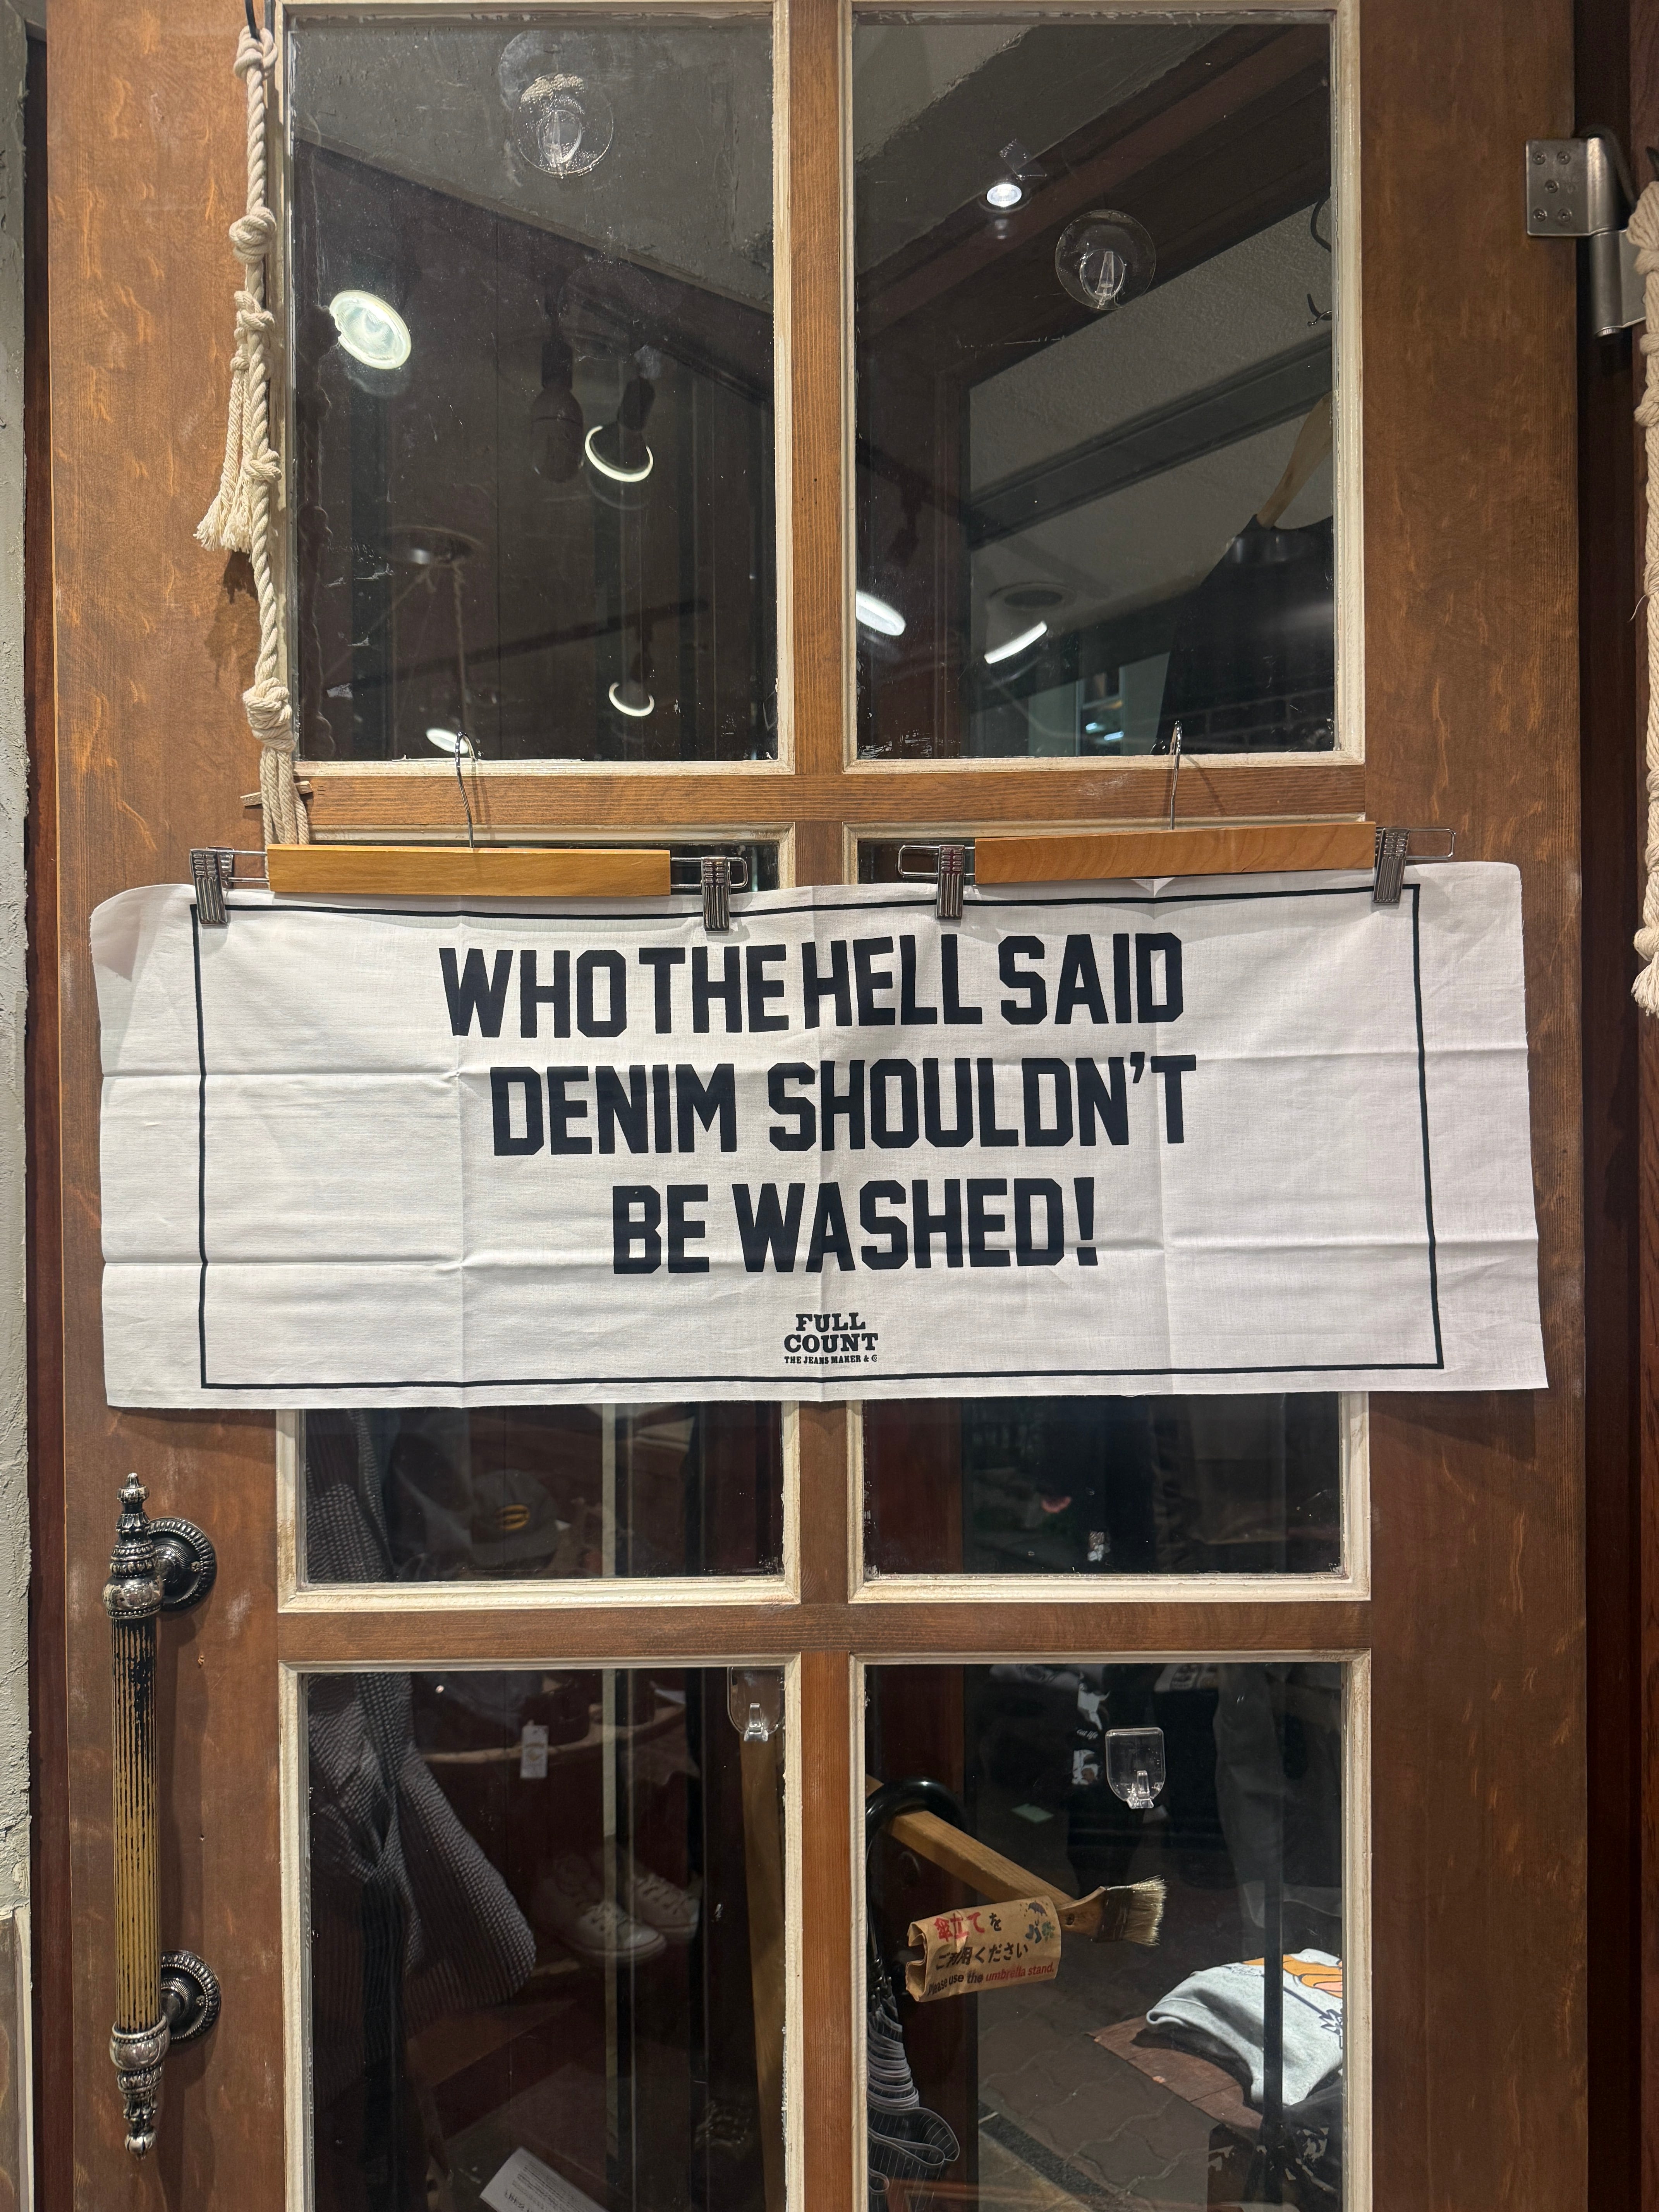 WHO THE HELL SAID
DENIM SHOULDN'T
BE WASHED!
FULL
COUNT
THE JEANS MAKER & Co
傘立てを
ご利用ください
Please use the umbrella stand.